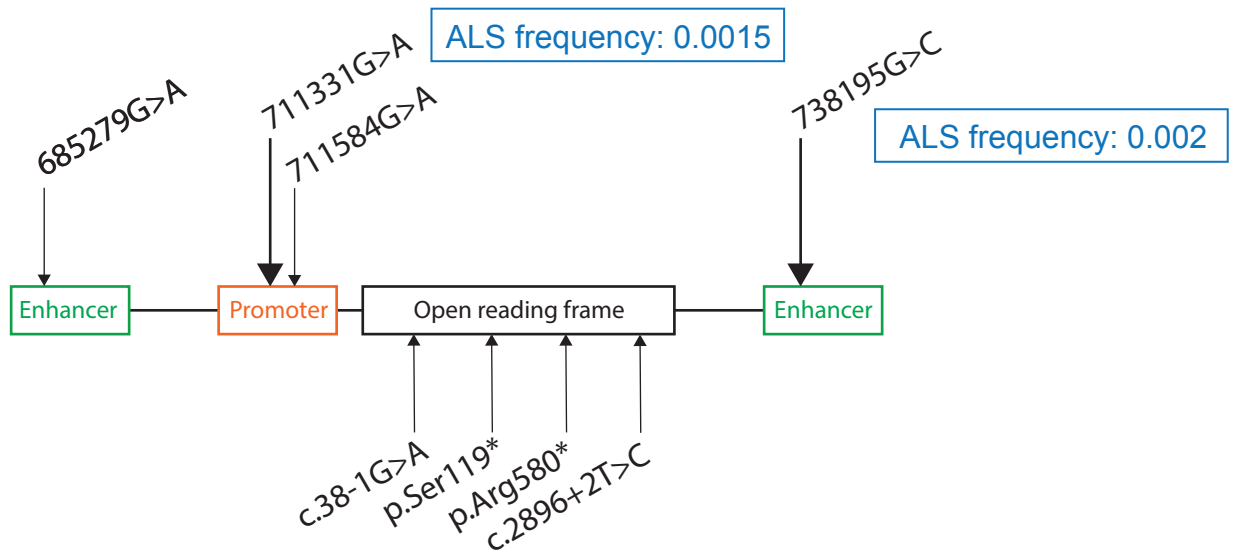 ALS frequency: 0.0015
685279G>A
711331G>A
711584G>A
738195G>C
ALS frequency: 0.002
Enhancer
Promoter
Open reading frame
Enhancer
c.38-1G>A
p.Ser119*
p.Arg580*
c.2896+2T>C